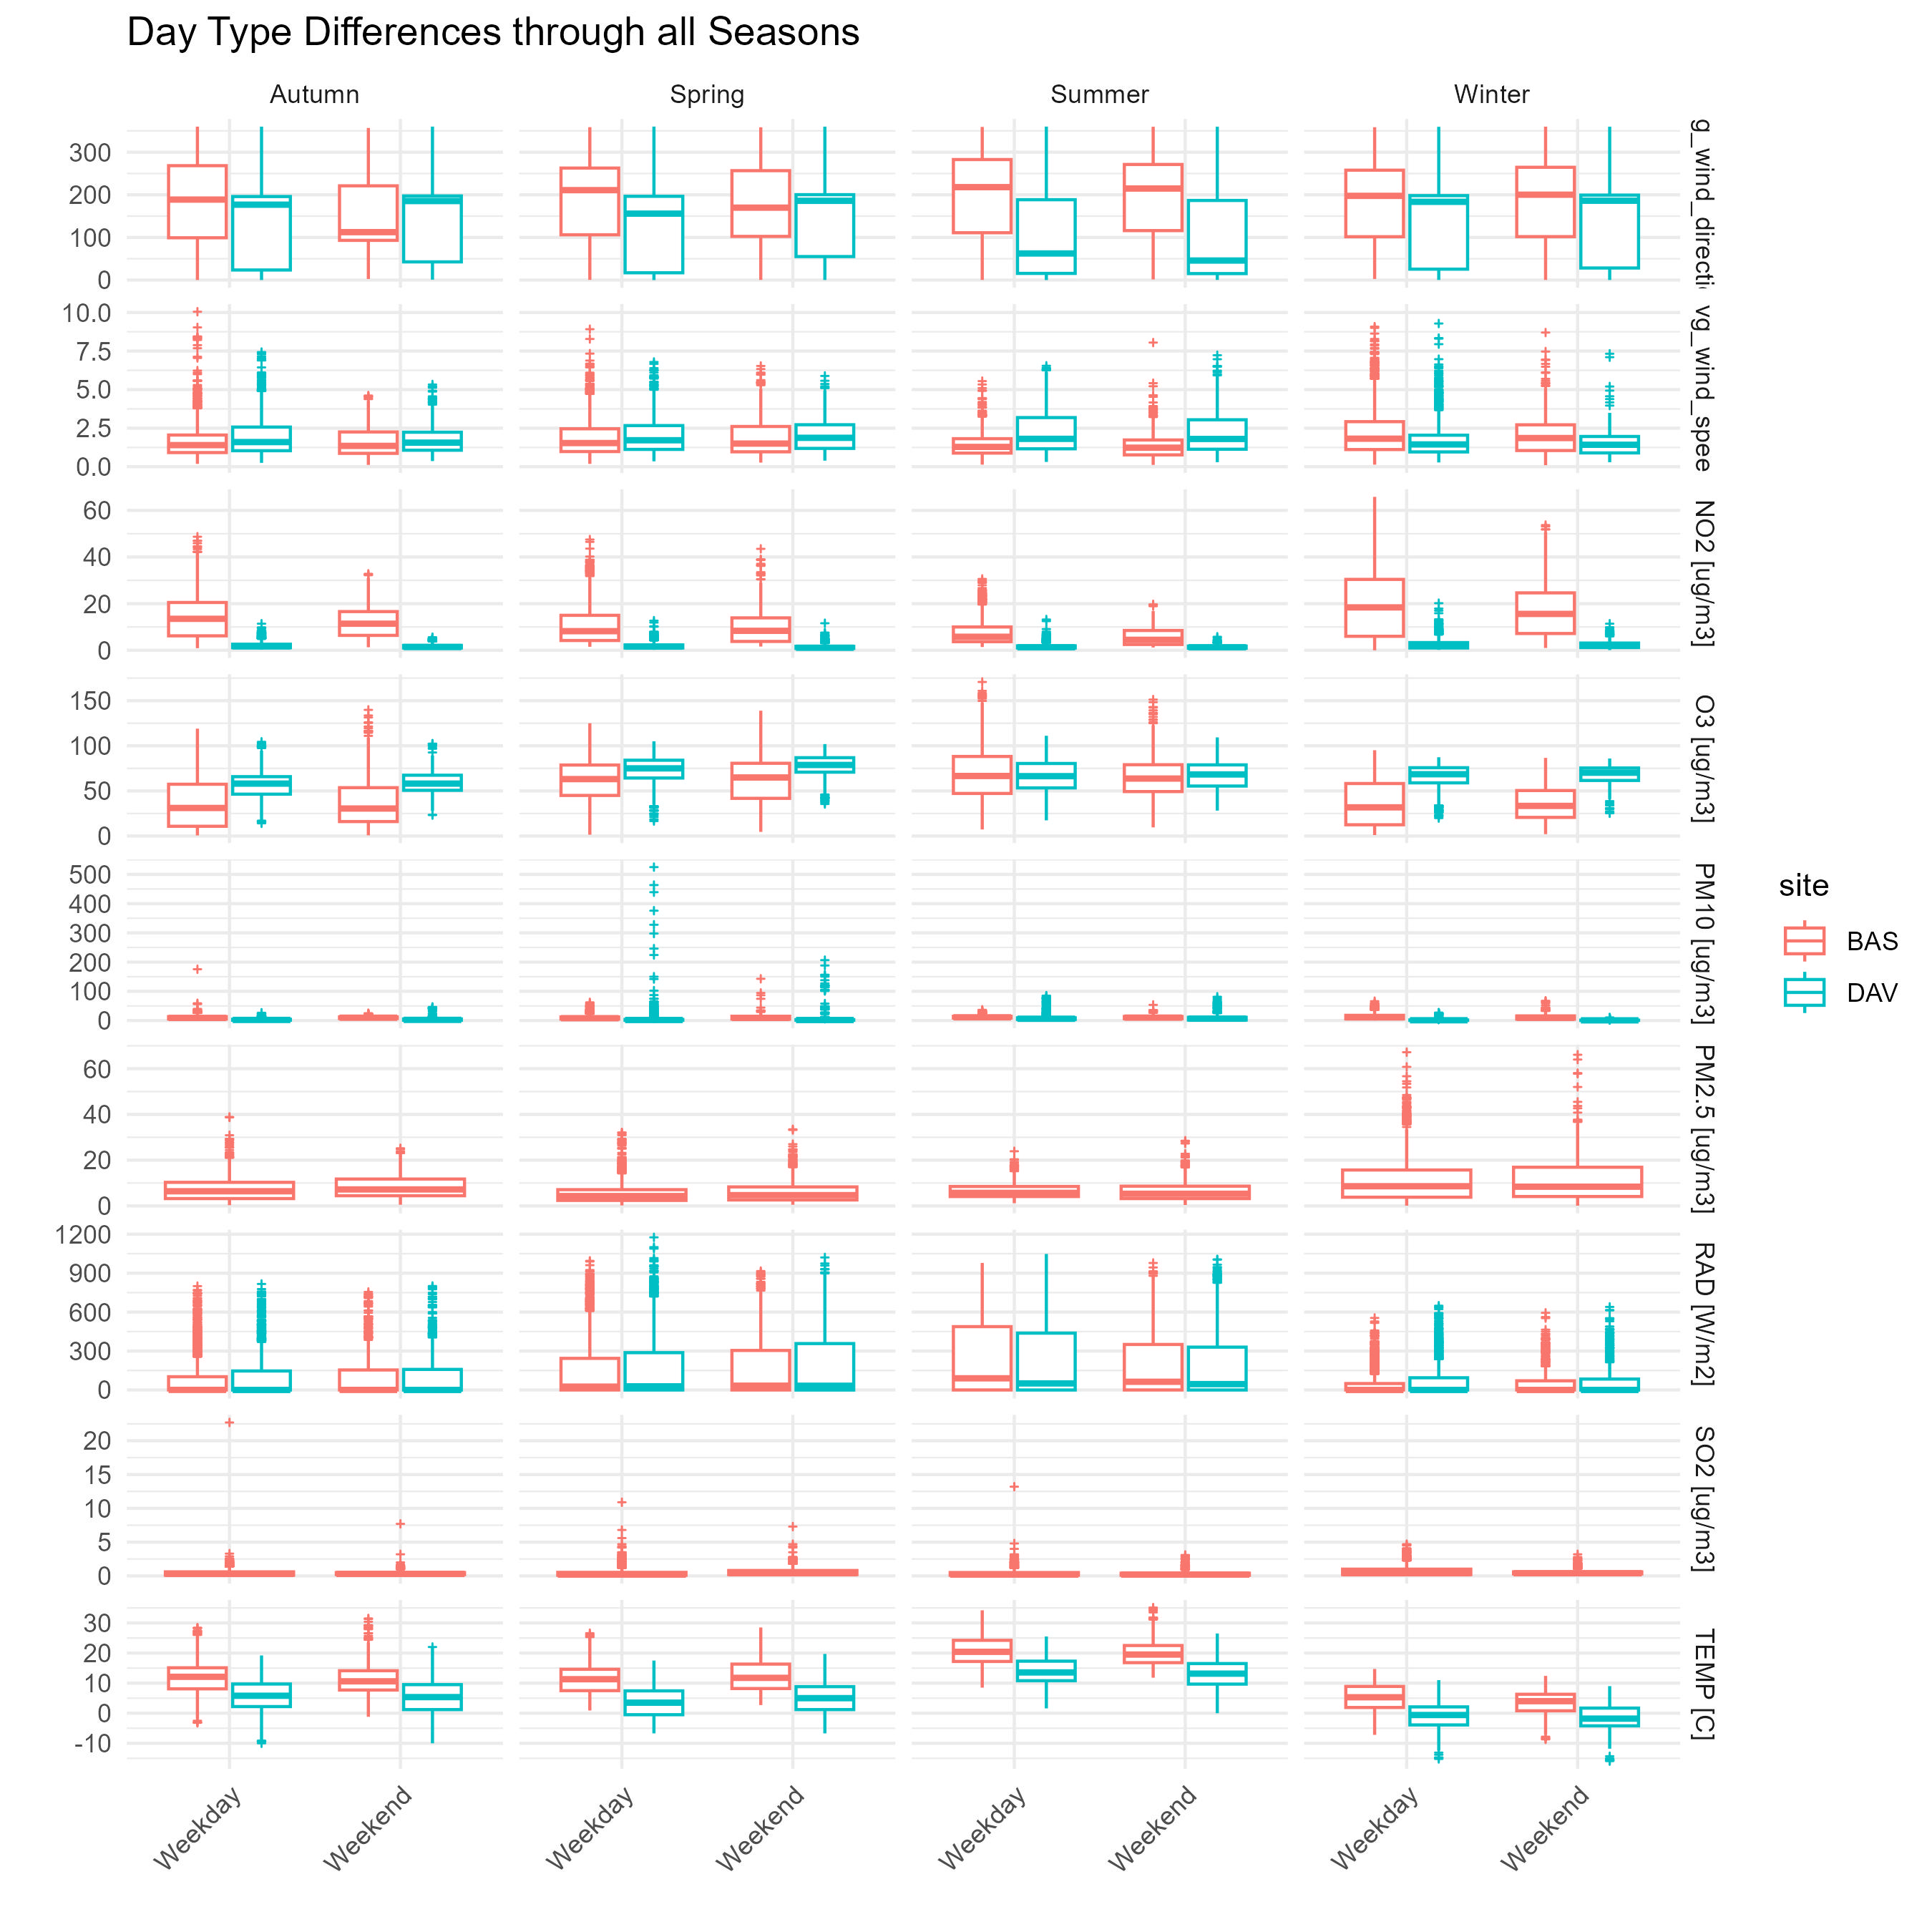 Day Type Differences through all Seasons
Autumn Spring Summer Winter
300
200
100
0
g_wind_directi
10.0
7.5
5.0
2.5
0.0
vg_wind_spee
60
40
20
0
NO2 [ug/m3]
150
100
50
0
O3 [ug/m3]
500
400
300
200
100
0
PM10 [ug/m3]
60
40
20
0
PM2.5 [ug/m3]
1200
900
600
300
0
RAD [W/m2]
20
15
10
5
0
SO2 [ug/m3]
30
20
10
0
-10
TEMP [C]
Weekday Weekend Weekday Weekend Weekday Weekend Weekday Weekend
site
BAS
DAV